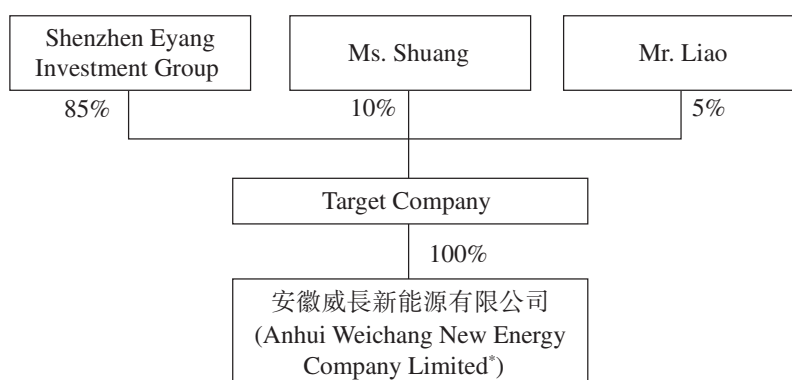 Shenzhen Eyang
Investment Group
Ms. Shuang
Mr. Liao
85%
10%
5%
Target Company
100%
安徽威長新能源有限公司
(Anhui Weichang New Energy
Company Limited*)